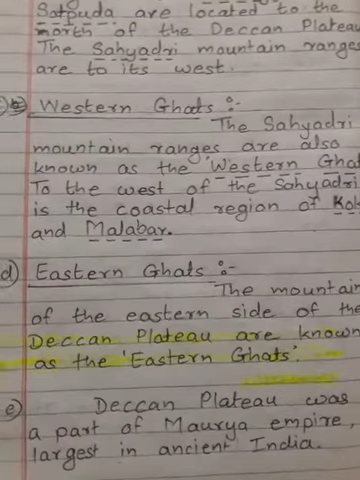 Satpuda are located to the
north of the Deccan Plateau
The Sahyadri mountain ranges
are to its west.
Western Ghats :-
The Sahyadri
mountain ranges are also
known as the 'Western Ghat
To the west of the Sahyadri
is the coastal region of Kok
and Malabar.
d) Eastern Ghats :-
The mountain
of the eastern side of the
Deccan Plateau are known
as the 'Eastern Ghats'.
e) Deccan Plateau was
a part of Maurya empire,
largest in ancient India.